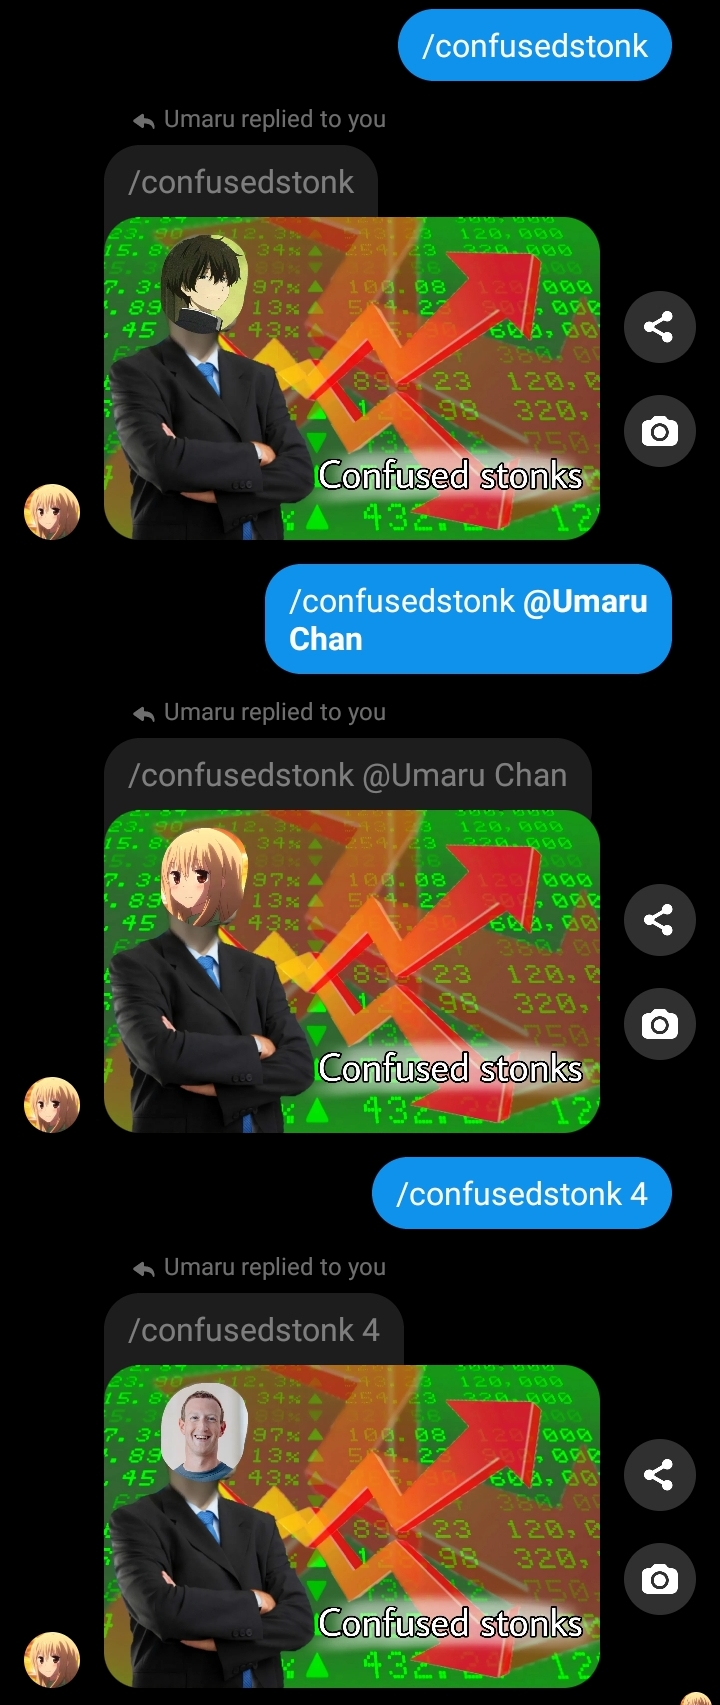 /confusedstonk
Umaru replied to you
/confusedstonk
Confused stonks
/confusedstonk @Umaru
Chan
Umaru replied to you
/confusedstonk @Umaru Chan
Confused stonks
/confusedstonk 4
Umaru replied to you
/confusedstonk 4
Confused stonks